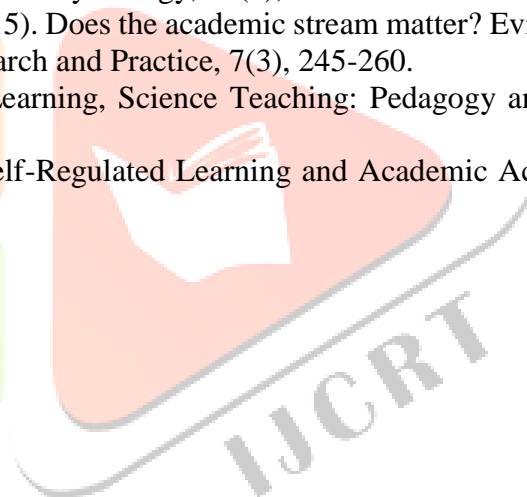 5). Does the academic stream matter? Evi
arch and Practice, 7(3), 245-260.
earning, Science Teaching: Pedagogy an
elf-Regulated Learning and Academic Ac
IJCRT